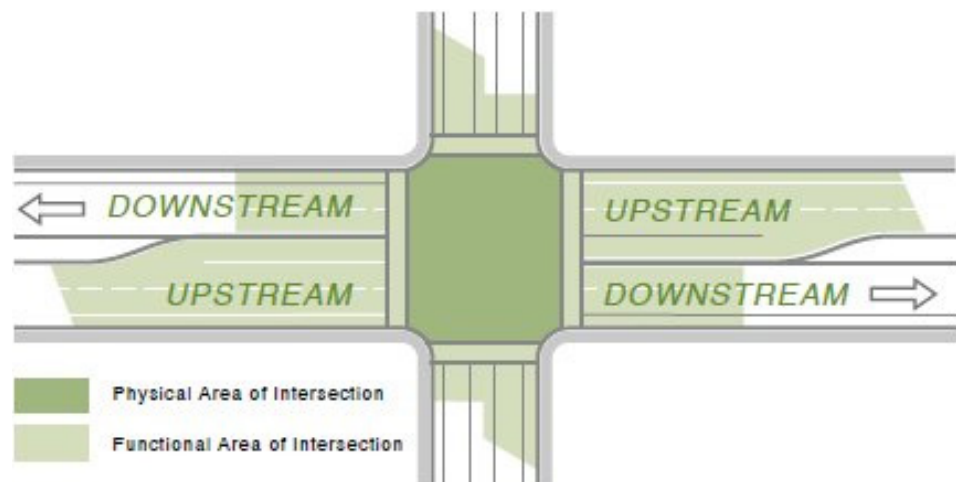 DOWNSTREAM
UPSTREAM
UPSTREAM
DOWNSTREAM
Physical Area of Intersection
Functional Area of Intersection